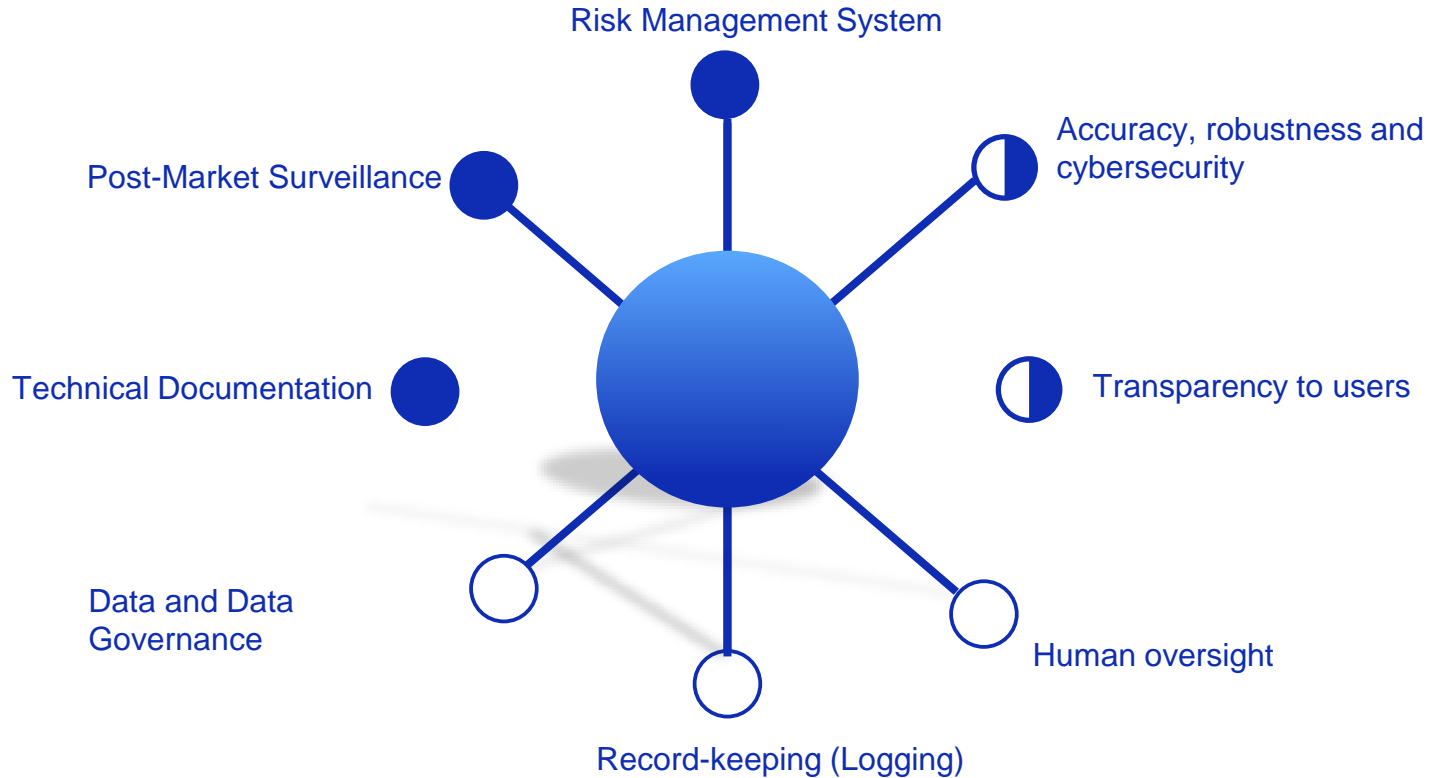 Risk Management System
Accuracy, robustness and
cybersecurity
Post-Market Surveillance
Technical Documentation
Transparency to users
Data and Data
Governance
Human oversight
Record-keeping (Logging)